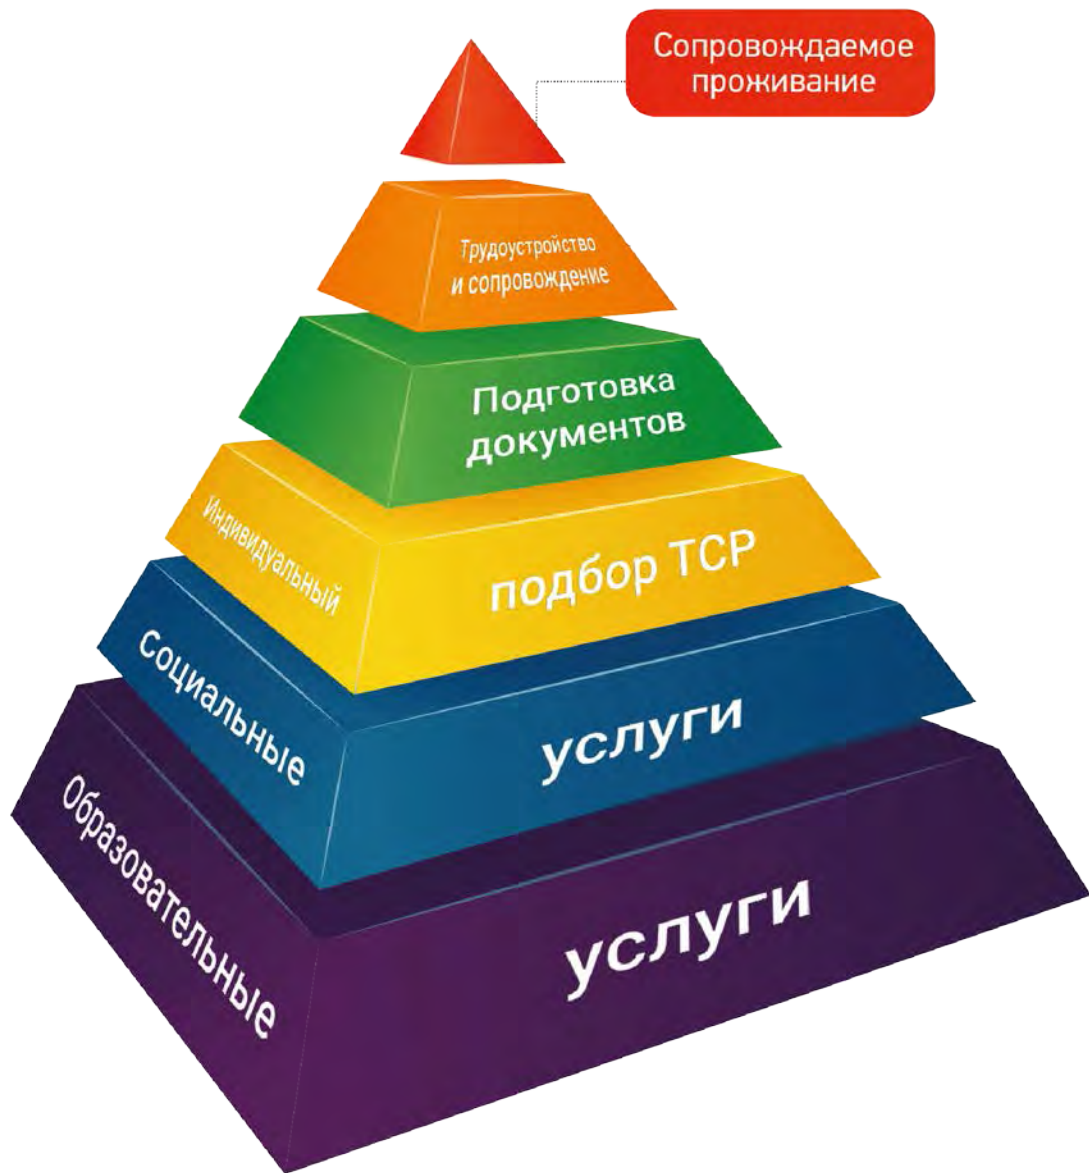 Сопровождаемое
проживание
Трудоустройство
и сопровождение
Подготовка
документов
Индивидуальный подбор ТСР
Социальные услуги
Образовательные услуги